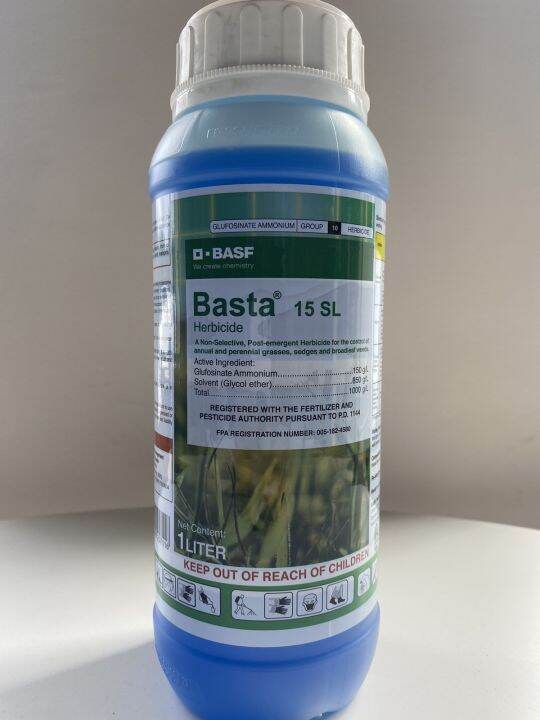 GLUFOSINATE AMMONIUM GROUP 10 HERBICIDE
BASF
We create chemistry
Basta® 15 SL
Herbicide
A Non-Selective, Post-emergent Herbicide for the control of
annual and perennial grasses, sedges and broadleaf weeds.
Active Ingredient:
Glufosinate Ammonium..................150 g/L
Solvent (Glycol ether)..................850 g/L
Total..................1000 g/L
REGISTERED WITH THE FERTILIZER AND
PESTICIDE AUTHORITY PURSUANT TO P.D. 1144
FPA REGISTRATION NUMBER: 005-182-4580
Net Content:
1 LITER
KEEP OUT OF REACH OF CHILDREN